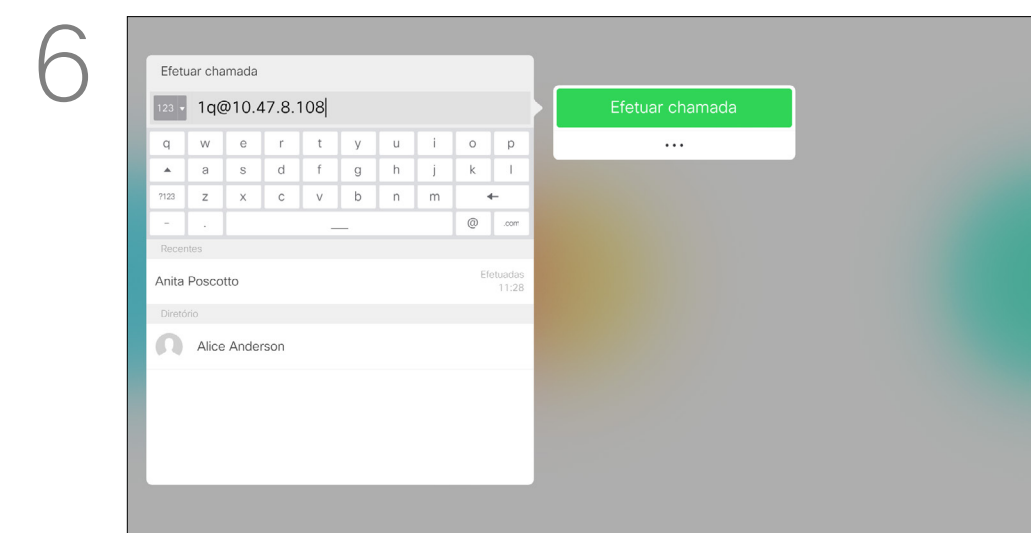 6
Efetuar chamada
123 1q@10.47.8.108
Efetuar chamada
...
q w e r t y u i o p
a s d f g h j k l
?123 z x c v b n m
- . @ .com
Recentes
Anita Poscotto
Efetuadas
11:28
Diretório
Alice Anderson